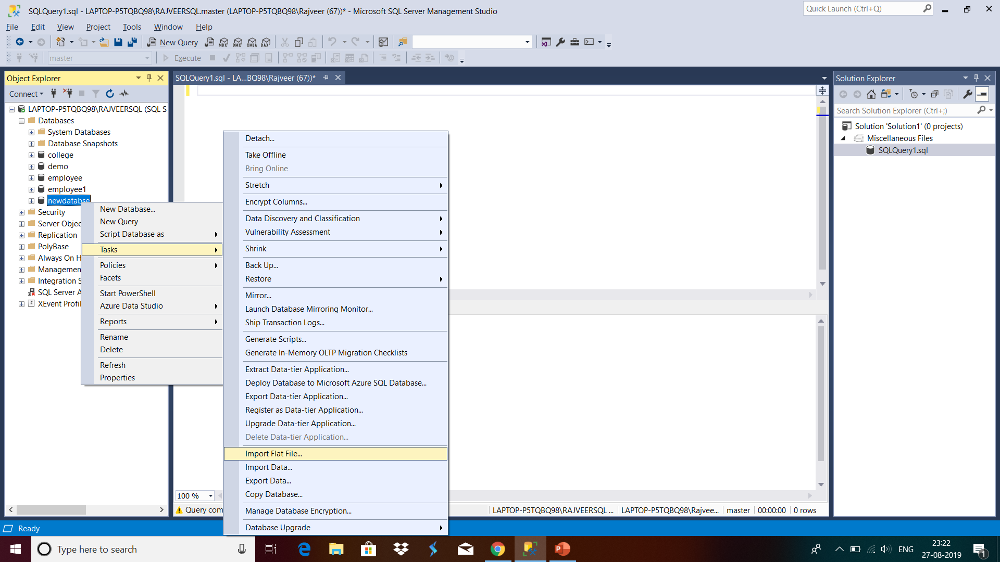 SQLQuery1.sql - LAPTOP-P5TQBQ98\RAJVEERSQL.master (LAPTOP-P5TQBQ98\Rajveer (67))* - Microsoft SQL Server Management Studio
Quick Launch (Ctrl+Q)
File Edit View Project Tools Window Help
New Query MDX DMX XMLA DAX
master Execute
Object Explorer
SQLQuery1.sql - LA...BQ98\Rajveer (67))*
Solution Explorer
Connect
Search Solution Explorer (Ctrl+;)
LAPTOP-P5TQBQ98\RAJVEERSQL (SQL S
Databases
System Databases
Database Snapshots
college
demo
employee
employee1
newdatabse
Security
Server Objec
Replication
PolyBase
Always On H
Managemen
Integration S
SQL Server A
XEvent Profil
New Database...
New Query
Script Database as
Tasks
Policies
Facets
Start PowerShell
Azure Data Studio
Reports
Rename
Delete
Refresh
Properties
Detach...
Take Offline
Bring Online
Stretch
Encrypt Columns...
Data Discovery and Classification
Vulnerability Assessment
Shrink
Back Up...
Restore
Mirror...
Launch Database Mirroring Monitor...
Ship Transaction Logs...
Generate Scripts...
Generate In-Memory OLTP Migration Checklists
Extract Data-tier Application...
Deploy Database to Microsoft Azure SQL Database...
Export Data-tier Application...
Register as Data-tier Application...
Upgrade Data-tier Application...
Delete Data-tier Application...
Import Flat File...
Import Data...
Export Data...
Copy Database...
Manage Database Encryption...
Database Upgrade
Solution 'Solution1' (0 projects)
Miscellaneous Files
SQLQuery1.sql
100 %
Query com
LAPTOP-P5TQBQ98\RAJVEERSQL ... LAPTOP-P5TQBQ98\Rajvee... master 00:00:00 0 rows
Ready
Type here to search
ENG
23:22
27-08-2019
1